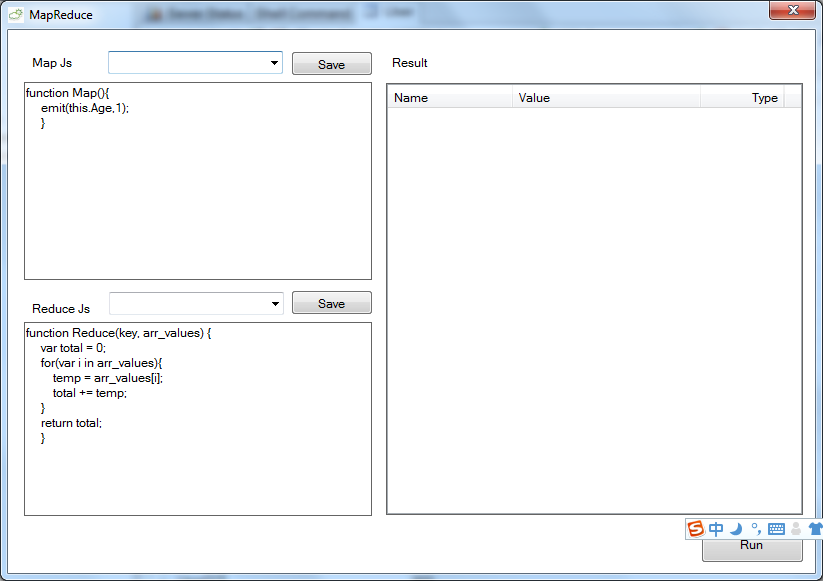 MapReduce
Map Js
Save
function Map(){
emit(this.Age,1);
}
Reduce Js
Save
function Reduce(key, arr_values) {
var total = 0;
for(var i in arr_values){
temp = arr_values[i];
total += temp;
}
return total;
}
Result
Name Value Type
中
Run